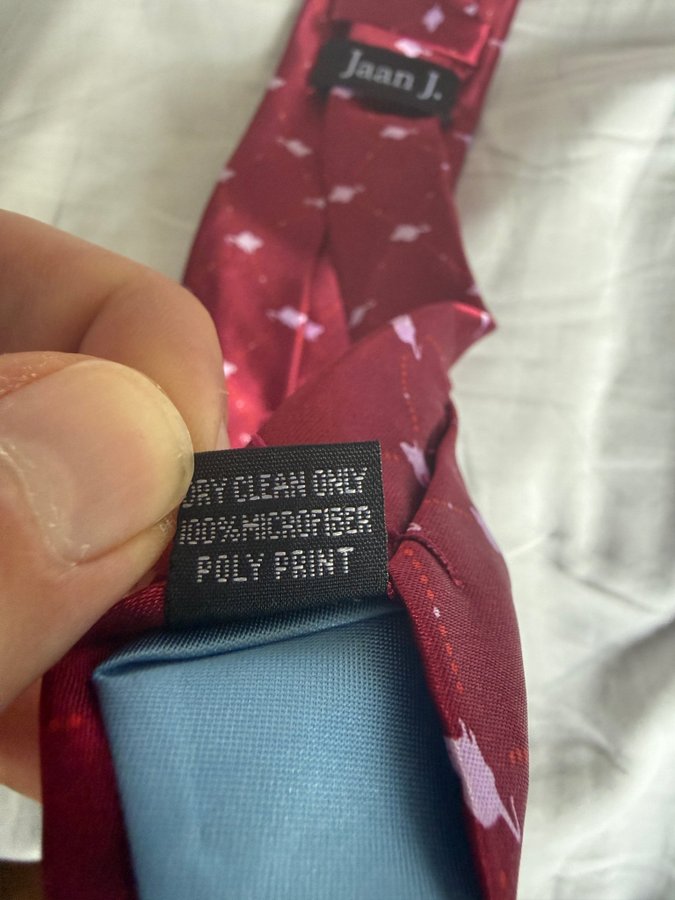 Jaan J.
DRY CLEAN ONLY
100%MICROFIBER
POLY PRINT